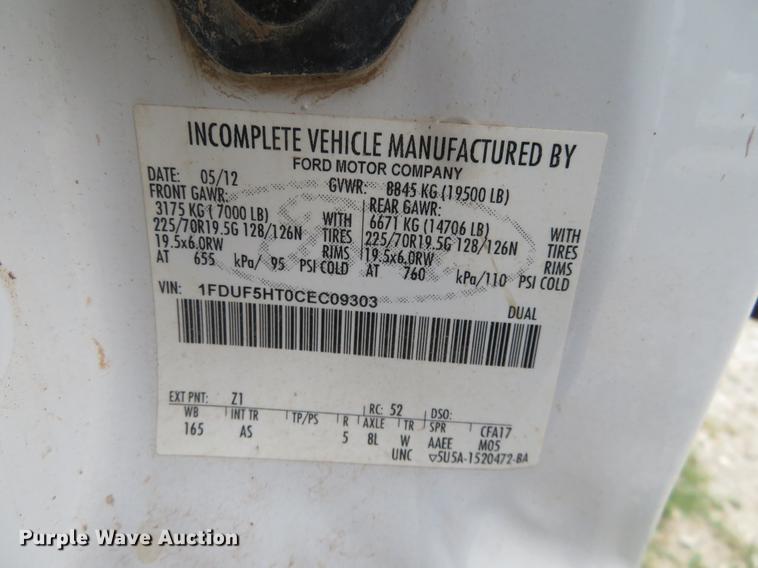 INCOMPLETE VEHICLE MANUFACTURED BY
FORD MOTOR COMPANY
DATE: 05/12 GVWR: 8845 KG (19500 LB)
FRONT GAWR: REAR GAWR:
3175 KG (7000 LB) WITH 6671 KG (14706 LB) WITH
225/70R19.5G 128/126N TIRES 225/70R19.5G 128/126N TIRES
19.5x6.0RW RIMS 19.5x6.0RW RIMS
AT 655 kPa/ 95 PSI COLD AT 760 kPa/110 PSI COLD
VIN: 1FDUF5HT0CEC09303
DUAL
EXT PNT: Z1 RC: 52 DSO:
WB INT TR TP/PS R AXLE TR SPR CFA17
165 AS 5 8L W AAEE M05
UNC ▽5U5A-1520472-BA
Purple Wave Auction